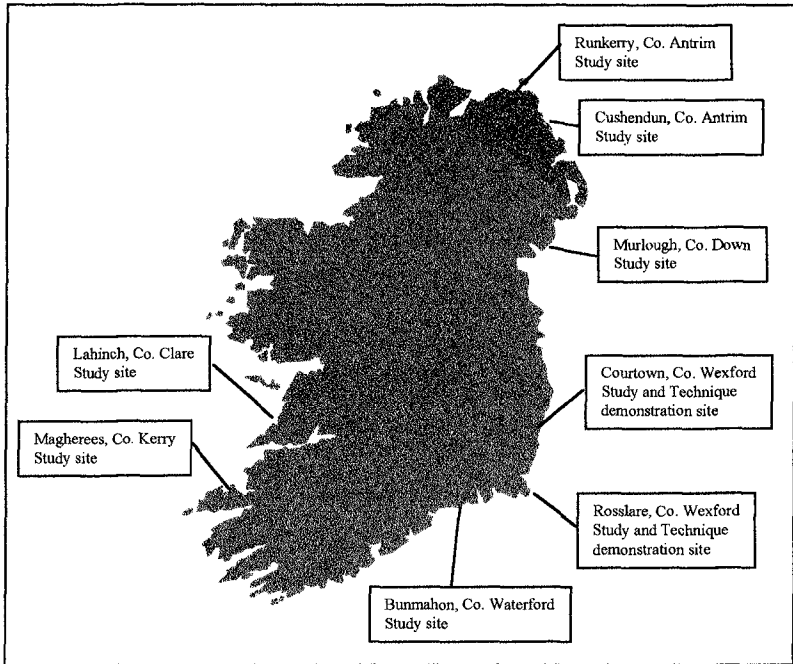 Runkerry, Co. Antrim
Study site
Cushendun, Co. Antrim
Study site
Murlough, Co. Down
Study site
Lahinch, Co. Clare
Study site
Courtown, Co. Wexford
Study and Technique
demonstration site
Magherees, Co. Kerry
Study site
Rosslare, Co. Wexford
Study and Technique
demonstration site
Bunmahon, Co. Waterford
Study site